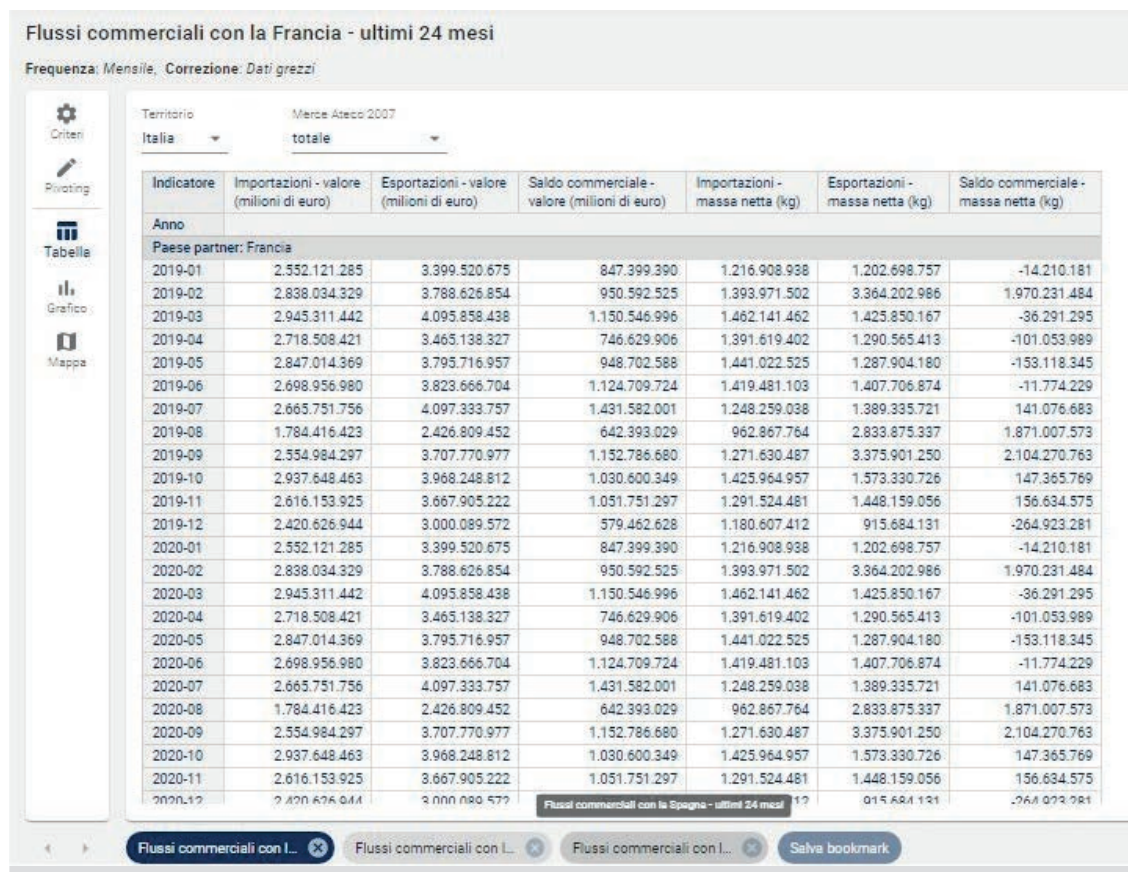 Flussi commerciali con la Francia - ultimi 24 mesi
Frequenza: Mensile, Correzione: Dati grezzi
Criteri
Pivoting
Tabella
Grafico
Mappa
Territorio Merce Ateco 2007
Italia totale
Indicatore Importazioni - valore (milioni di euro) Esportazioni - valore (milioni di euro) Saldo commerciale - valore (milioni di euro) Importazioni - massa netta (kg) Esportazioni - massa netta (kg) Saldo commerciale - massa netta (kg)
Anno
Paese partner: Francia
2019-01 2.552.121.285 3.399.520.675 847.399.390 1.216.908.938 1.202.698.757 -14.210.181
2019-02 2.838.034.329 3.788.626.854 950.592.525 1.393.971.502 3.364.202.986 1.970.231.484
2019-03 2.945.311.442 4.095.858.438 1.150.546.996 1.462.141.462 1.425.850.167 -36.291.295
2019-04 2.718.508.421 3.465.138.327 746.629.906 1.391.619.402 1.290.565.413 -101.053.989
2019-05 2.847.014.369 3.795.716.957 948.702.588 1.441.022.525 1.287.904.180 -153.118.345
2019-06 2.698.956.980 3.823.666.704 1.124.709.724 1.419.481.103 1.407.706.874 -11.774.229
2019-07 2.665.751.756 4.097.333.757 1.431.582.001 1.248.259.038 1.389.335.721 141.076.683
2019-08 1.784.416.423 2.426.809.452 642.393.029 962.867.764 2.833.875.337 1.871.007.573
2019-09 2.554.984.297 3.707.770.977 1.152.786.680 1.271.630.487 3.375.901.250 2.104.270.763
2019-10 2.937.648.463 3.968.248.812 1.030.600.349 1.425.964.957 1.573.330.726 147.365.769
2019-11 2.616.153.925 3.667.905.222 1.051.751.297 1.291.524.481 1.448.159.056 156.634.575
2019-12 2.420.626.944 3.000.089.572 579.462.628 1.180.607.412 915.684.131 -264.923.281
2020-01 2.552.121.285 3.399.520.675 847.399.390 1.216.908.938 1.202.698.757 -14.210.181
2020-02 2.838.034.329 3.788.626.854 950.592.525 1.393.971.502 3.364.202.986 1.970.231.484
2020-03 2.945.311.442 4.095.858.438 1.150.546.996 1.462.141.462 1.425.850.167 -36.291.295
2020-04 2.718.508.421 3.465.138.327 746.629.906 1.391.619.402 1.290.565.413 -101.053.989
2020-05 2.847.014.369 3.795.716.957 948.702.588 1.441.022.525 1.287.904.180 -153.118.345
2020-06 2.698.956.980 3.823.666.704 1.124.709.724 1.419.481.103 1.407.706.874 -11.774.229
2020-07 2.665.751.756 4.097.333.757 1.431.582.001 1.248.259.038 1.389.335.721 141.076.683
2020-08 1.784.416.423 2.426.809.452 642.393.029 962.867.764 2.833.875.337 1.871.007.573
2020-09 2.554.984.297 3.707.770.977 1.152.786.680 1.271.630.487 3.375.901.250 2.104.270.763
2020-10 2.937.648.463 3.968.248.812 1.030.600.349 1.425.964.957 1.573.330.726 147.365.769
2020-11 2.616.153.925 3.667.905.222 1.051.751.297 1.291.524.481 1.448.159.056 156.634.575
2020-12 2.420.626.944 3.000.089.572 12 915.684.131 -264.923.281
Flussi commerciali con la Spagna - ultimi 24 mesi
Flussi commerciali con l... Flussi commerciali con l... Flussi commerciali con l... Salva bookmark